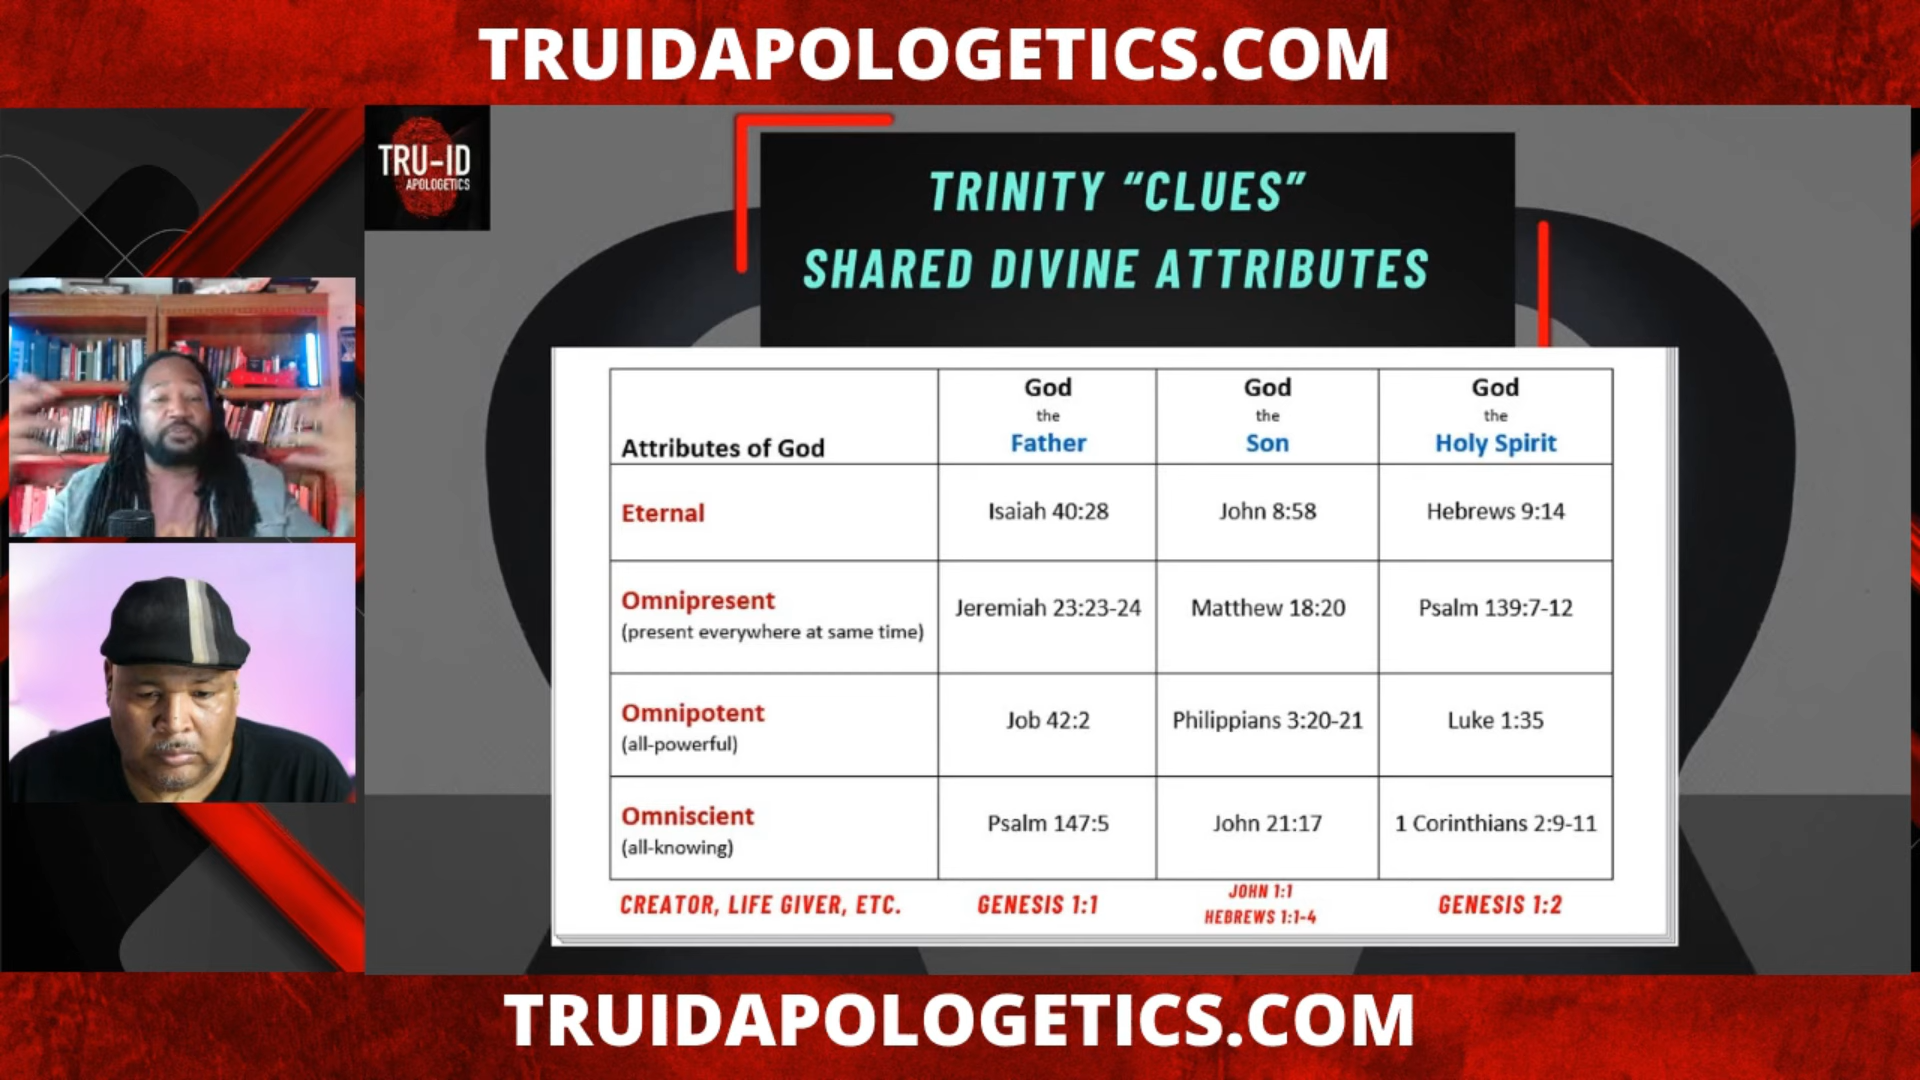 TRUIDAPOLOGETICS.COM
TRU-ID
APOLOGETICS
TRINITY “CLUES”
SHARED DIVINE ATTRIBUTES
Attributes of God
God
the
Father
God
the
Son
God
the
Holy Spirit
Eternal
Isaiah 40:28
John 8:58
Hebrews 9:14
Omnipresent
(present everywhere at same time)
Jeremiah 23:23-24
Matthew 18:20
Psalm 139:7-12
Omnipotent
(all-powerful)
Job 42:2
Philippians 3:20-21
Luke 1:35
Omniscient
(all-knowing)
Psalm 147:5
John 21:17
1 Corinthians 2:9-11
CREATOR, LIFE GIVER, ETC.
GENESIS 1:1
JOHN 1:1
HEBREWS 1:1-4
GENESIS 1:2
TRUIDAPOLOGETICS.COM